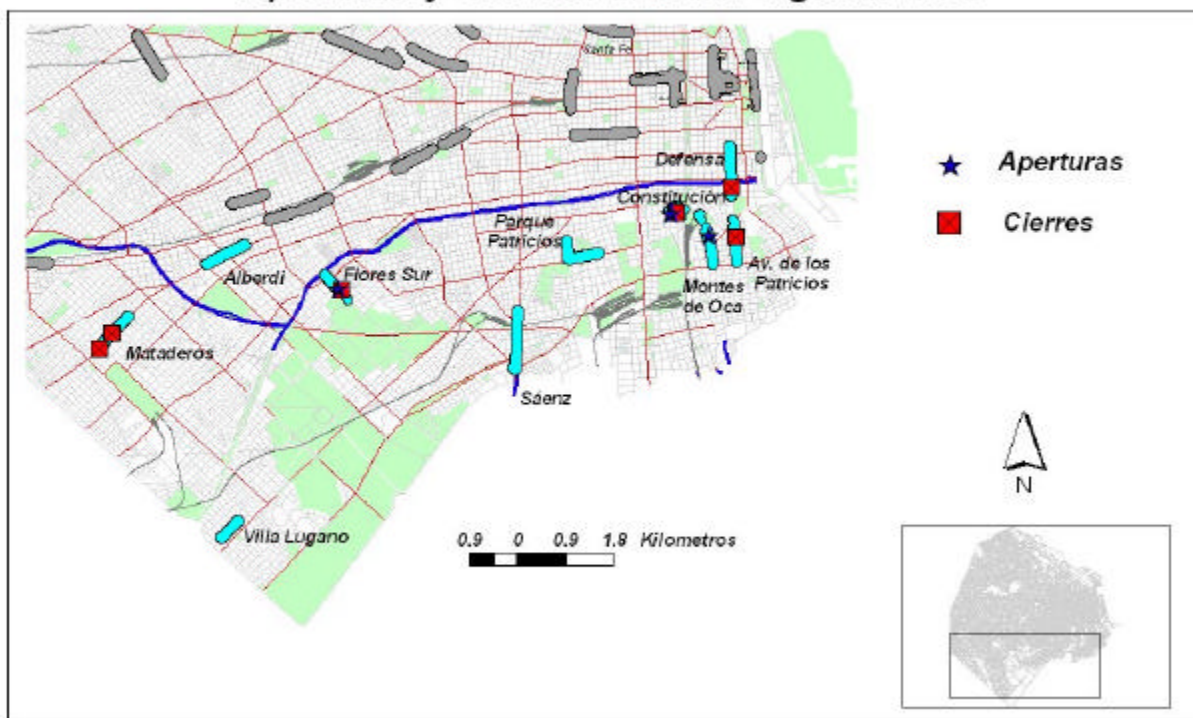 Santa Fe
Defensa
Constitución
Parque
Patricios
Alberdi
Flores Sur
Av. de los
Patricios
Montes
de Oca
Mataderos
Sáenz
Villa Lugano
Aperturas
Cierres
N
0.9 0 0.9 1.8 Kilometros